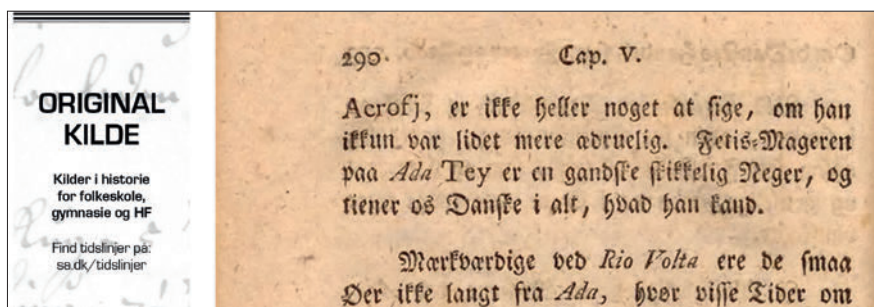 ORIGINAL
KILDE
Kilder i historie
for folkeskole,
gymnasie og HF
Find tidslinjer på:
sa.dk/tidslinjer
290
Cap. V.
Acrofj, er ikke heller noget at sige, om han
ikkun var lidet mere ædruelig. Fetis-Mageren
paa Ada Tey er en gandske skikkelig Neger, og
tiener os Danske i alt, hvad han kand.
Mærkværdige ved Rio Volta ere de smaa
Øer ikke langt fra Ada, hvor visse Tider om